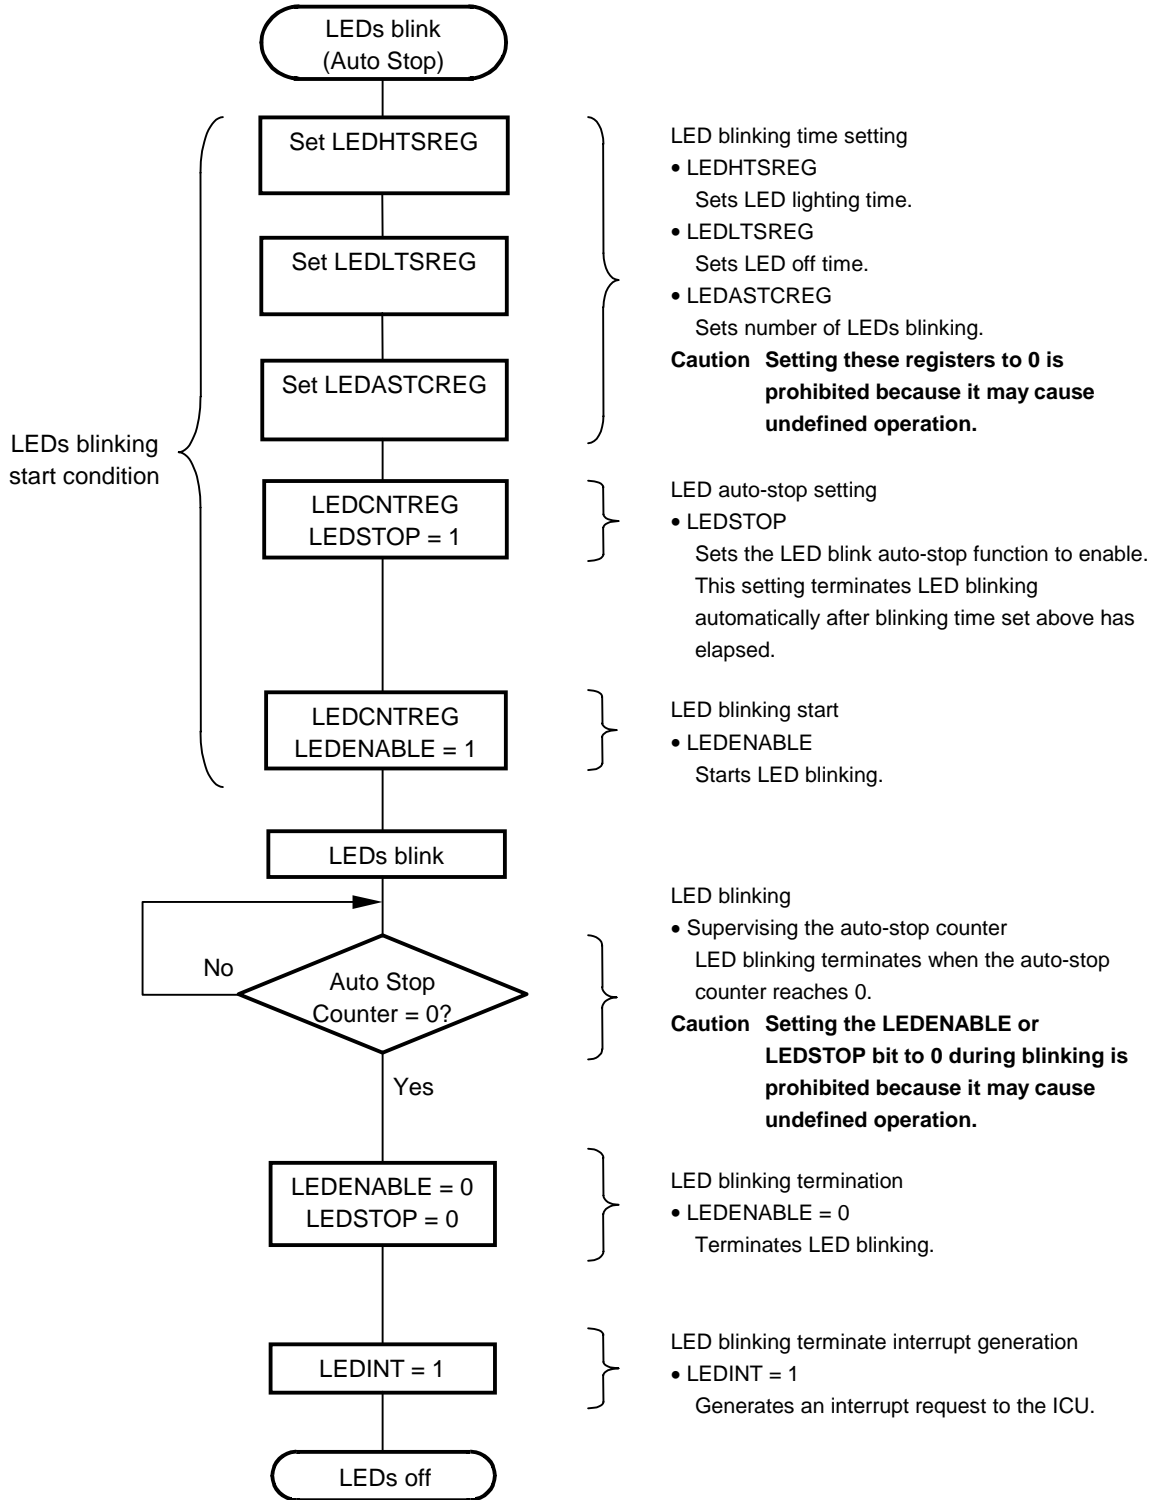 LEDs blink
(Auto Stop)
Set LEDHTSREG
LED blinking time setting
• LEDHTSREG
Sets LED lighting time.
Set LEDLTSREG
• LEDLTSREG
Sets LED off time.
• LEDASTCREG
Sets number of LEDs blinking.
Set LEDASTCREG
Caution Setting these registers to 0 is
prohibited because it may cause
undefined operation.
LEDs blinking
start condition
LEDCNTREG
LEDSTOP = 1
LED auto-stop setting
• LEDSTOP
Sets the LED blink auto-stop function to enable.
This setting terminates LED blinking
automatically after blinking time set above has
elapsed.
LEDCNTREG
LEDENABLE = 1
LED blinking start
• LEDENABLE
Starts LED blinking.
LEDs blink
LED blinking
• Supervising the auto-stop counter
LED blinking terminates when the auto-stop
counter reaches 0.
No
Auto Stop
Counter = 0?
Caution Setting the LEDENABLE or
LEDSTOP bit to 0 during blinking is
prohibited because it may cause
undefined operation.
Yes
LEDENABLE = 0
LEDSTOP = 0
LED blinking termination
• LEDENABLE = 0
Terminates LED blinking.
LEDINT = 1
LED blinking terminate interrupt generation
• LEDINT = 1
Generates an interrupt request to the ICU.
LEDs off